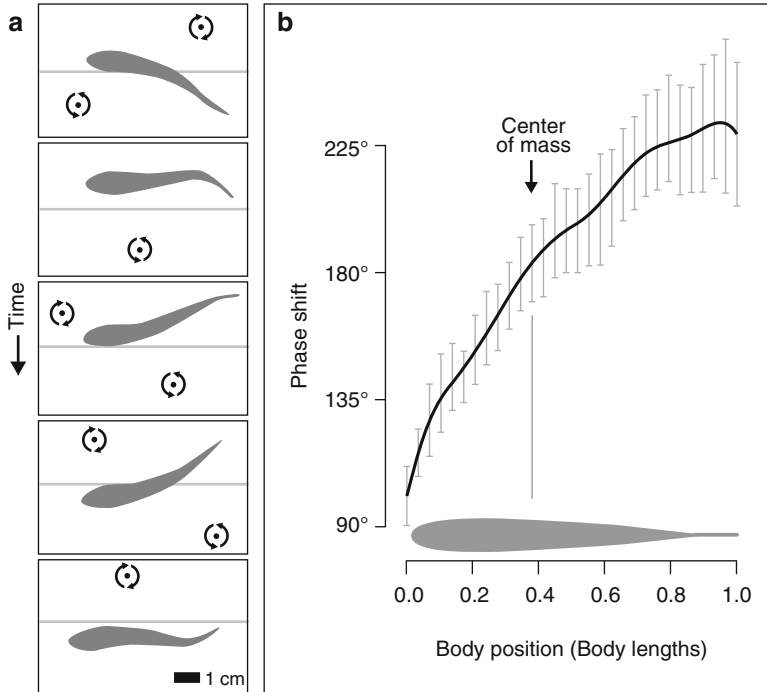 a
Time
1 cm
b
Center
of mass
225°
180°
135°
90°
Phase shift
0.0 0.2 0.4 0.6 0.8 1.0
Body position (Body lengths)